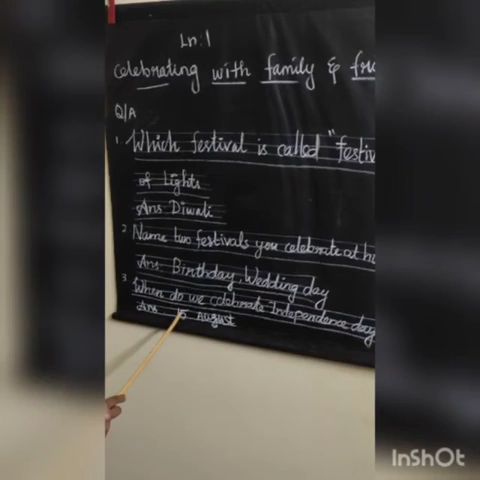 Ln:1
Celebrating with family &
Q/A
1. Which festival is called "festiv
of Lights
Ans Diwali
2 Name two festivals you celebrate at h
Ans: Birthday, Wedding day
3 When do we celebrate Independence day
Ans 15 August
InShOt